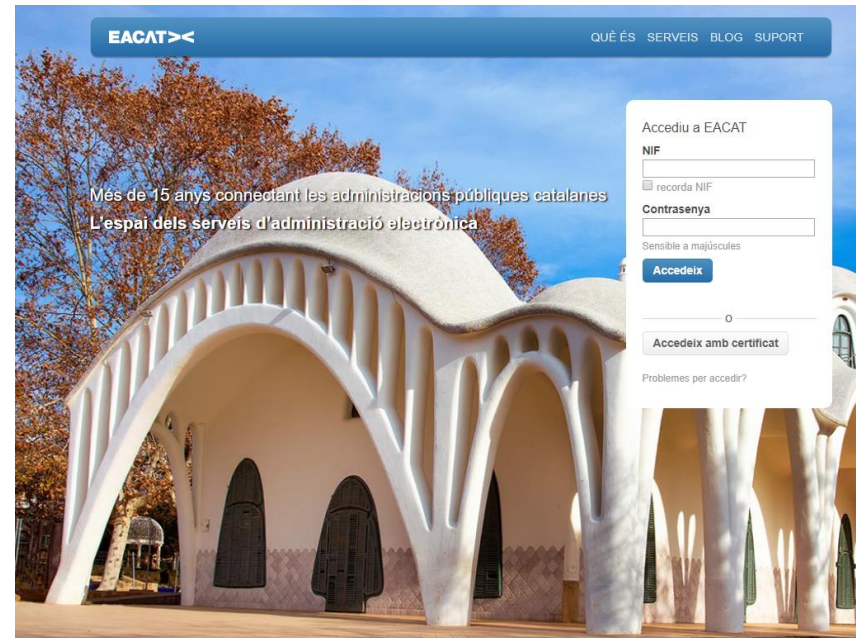 EACAT
QUÈ ÉS SERVEIS BLOG SUPORT
Més de 15 anys connectant les administracions públiques catalanes
L'espai dels serveis d'administració electrònica
Accediu a EACAT
NIF
recorda NIF
Contrasenya
Sensible a majúscules
Accedeix
O
Accedeix amb certificat
Problemes per accedir?